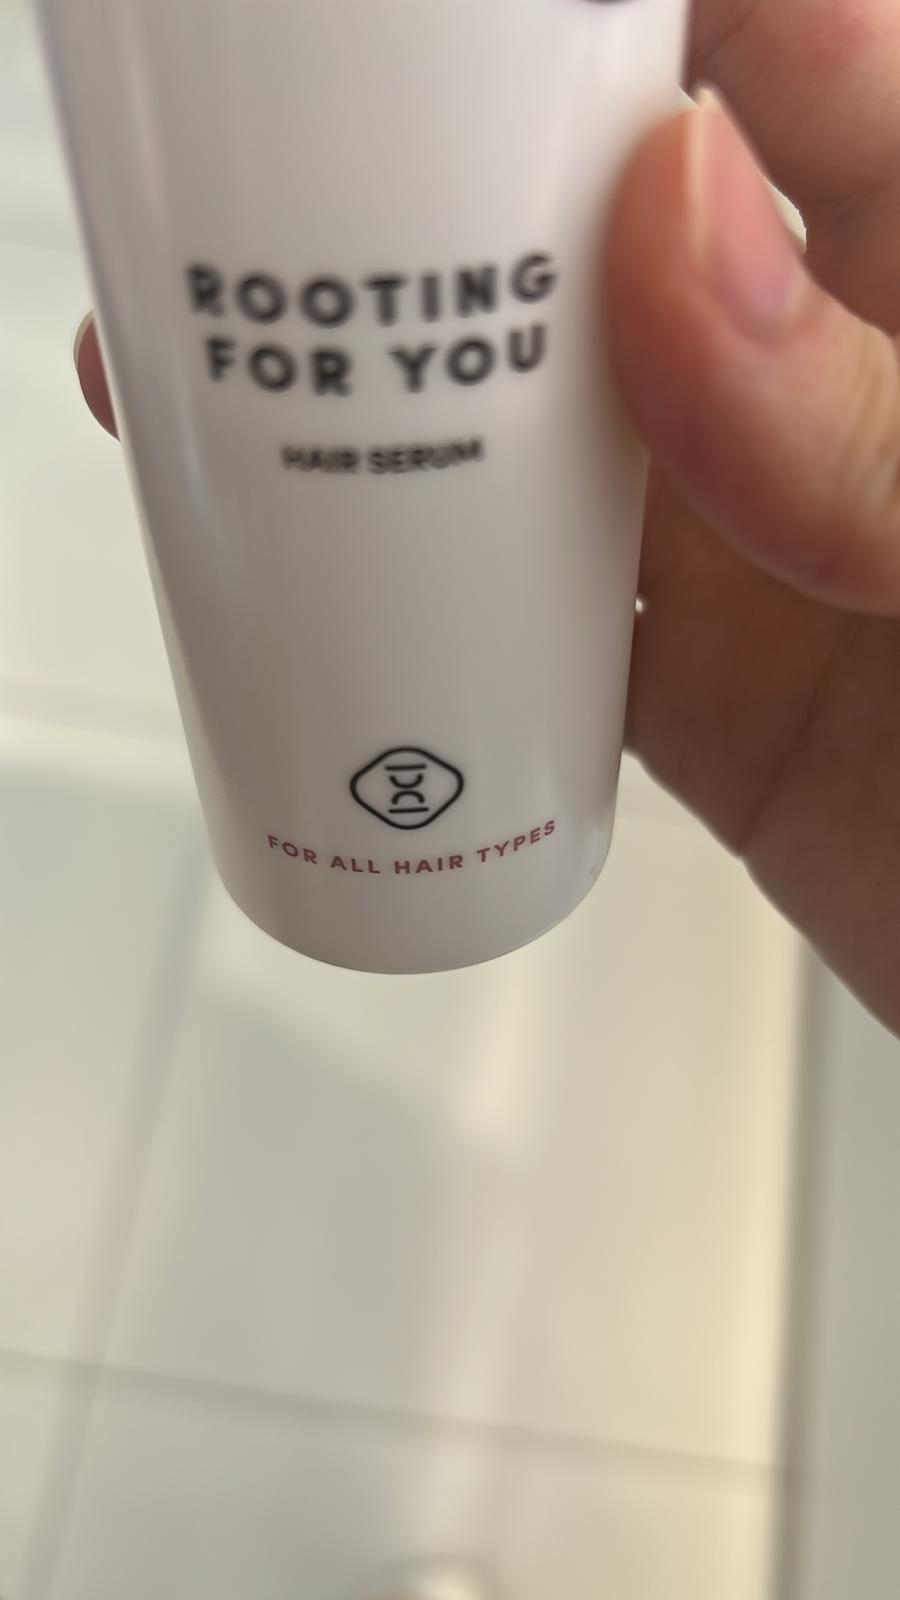 ROOTING
FOR YOU
HAIR SERUM
FOR ALL HAIR TYPES